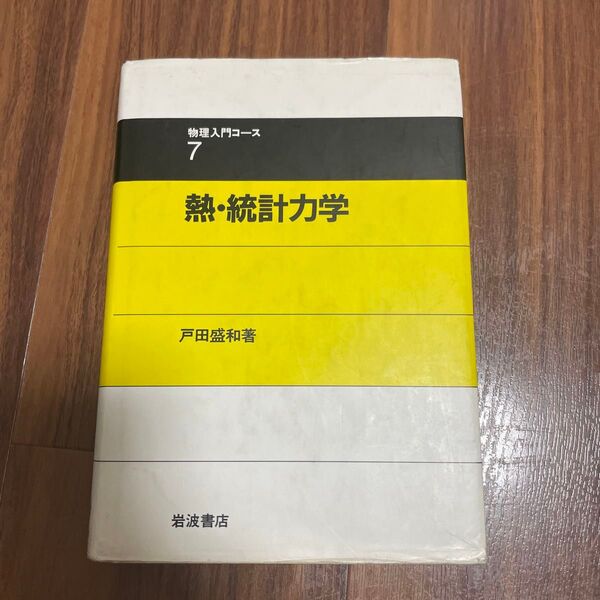 物理入門コース
7
熱・統計力学
戸田盛和著
岩波書店